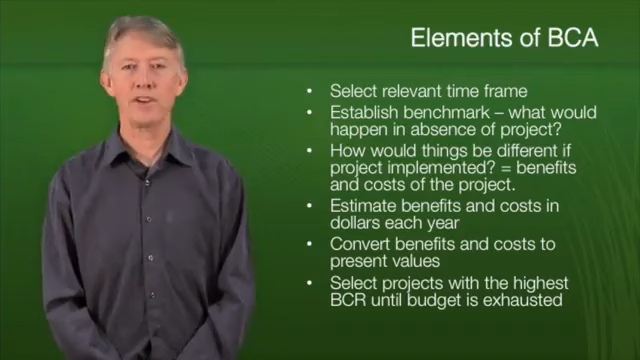 Elements of BCA
• Select relevant time frame
• Establish benchmark – what would
happen in absence of project?
• How would things be different if
project implemented? = benefits
and costs of the project.
• Estimate benefits and costs in
dollars each year
• Convert benefits and costs to
present values
• Select projects with the highest
BCR until budget is exhausted